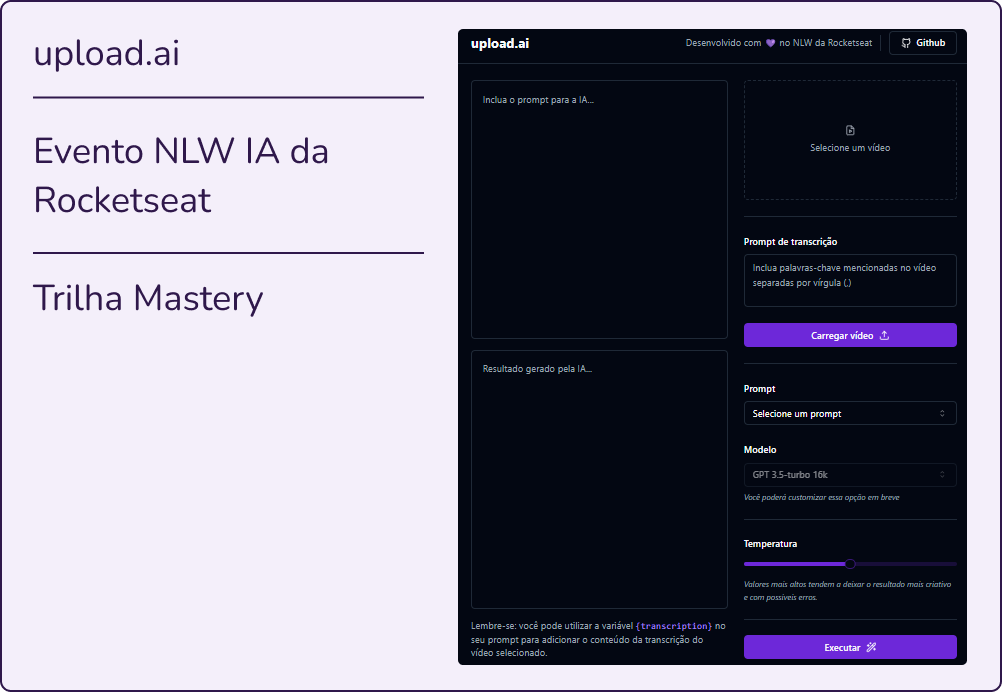 upload.ai
Evento NLW IA da
Rocketseat
Trilha Mastery
upload.ai
Desenvolvido com 💜 no NLW da Rocketseat
Github
Inclua o prompt para a IA...
Resultado gerado pela IA...
Lembre-se: você pode utilizar a variável {transcription} no
seu prompt para adicionar o conteúdo da transcrição do
vídeo selecionado.
Selecione um vídeo
Prompt de transcrição
Inclua palavras-chave mencionadas no vídeo
separadas por vírgula (,)
Carregar vídeo
Prompt
Selecione um prompt
Modelo
GPT 3.5-turbo 16k
Você poderá customizar essa opção em breve
Temperatura
Valores mais altos tendem a deixar o resultado mais criativo
e com possíveis erros.
Executar